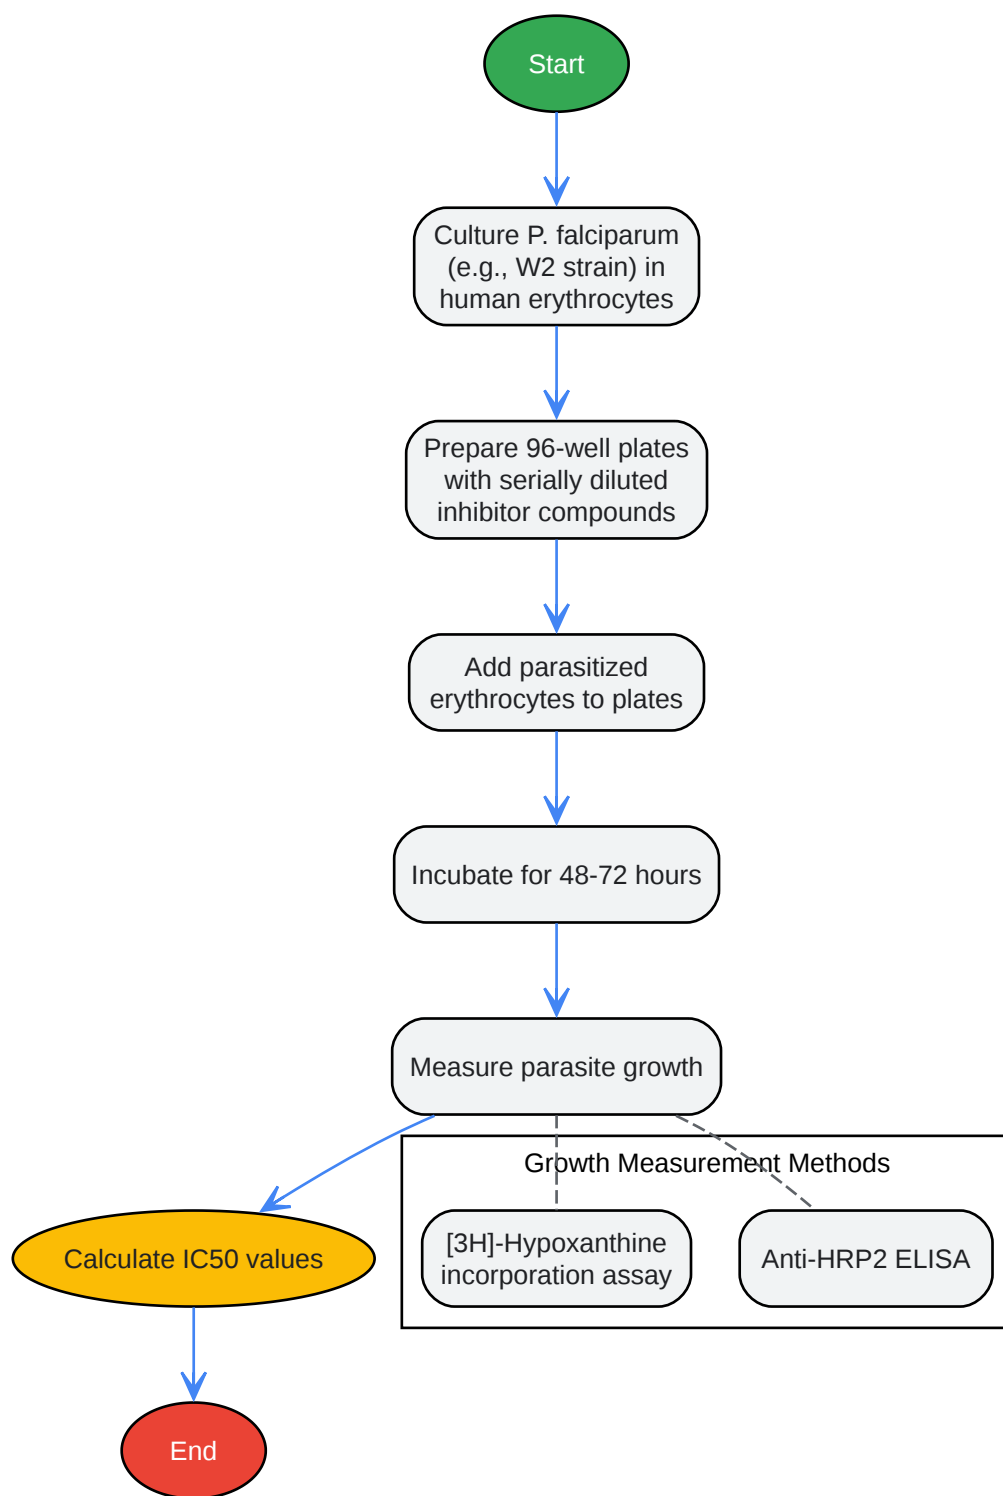 Start
Culture P. falciparum
(e.g., W2 strain) in
human erythrocytes
Prepare 96-well plates
with serially diluted
inhibitor compounds
Add parasitized
erythrocytes to plates
Incubate for 48-72 hours
Measure parasite growth
Growth Measurement Methods
Calculate IC50 values
[3H]-Hypoxanthine
incorporation assay
Anti-HRP2 ELISA
End